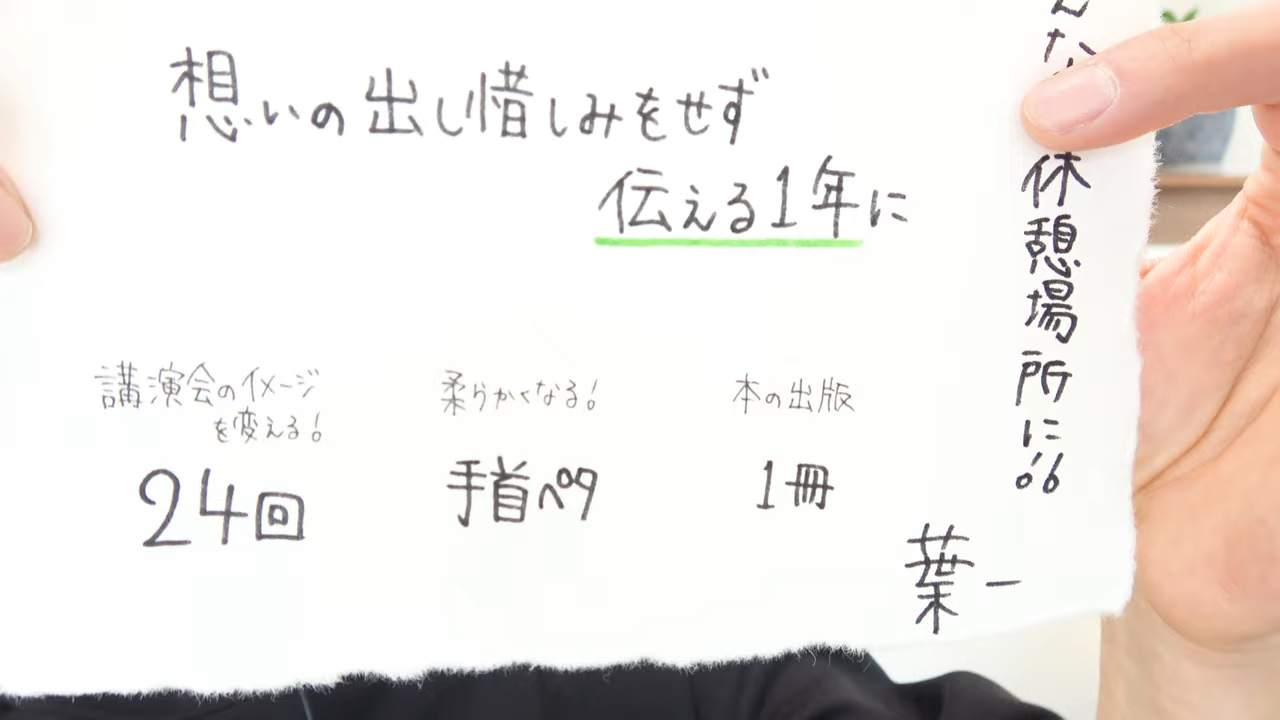 想いの出し惜しみをせず
伝える1年に
講演会のイメージ
を変える!
24回
柔らかくなる!
手首ペタ
本の出版
1冊
な
休憩場所に!!
葉一